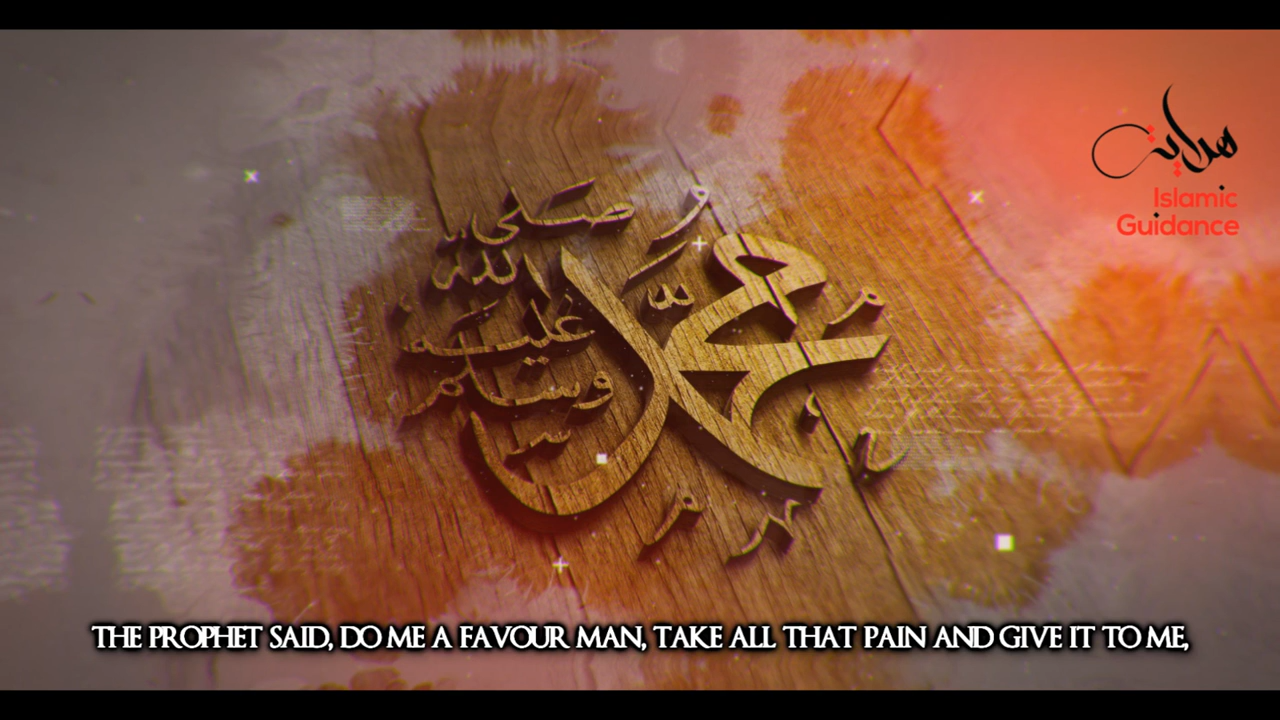 هداية
Islamic
Guidance
صلى
الله
محمد
عليه
وسلم
THE PROPHET SAID, DO ME A FAVOUR MAN, TAKE ALL THAT PAIN AND GIVE IT TO ME,